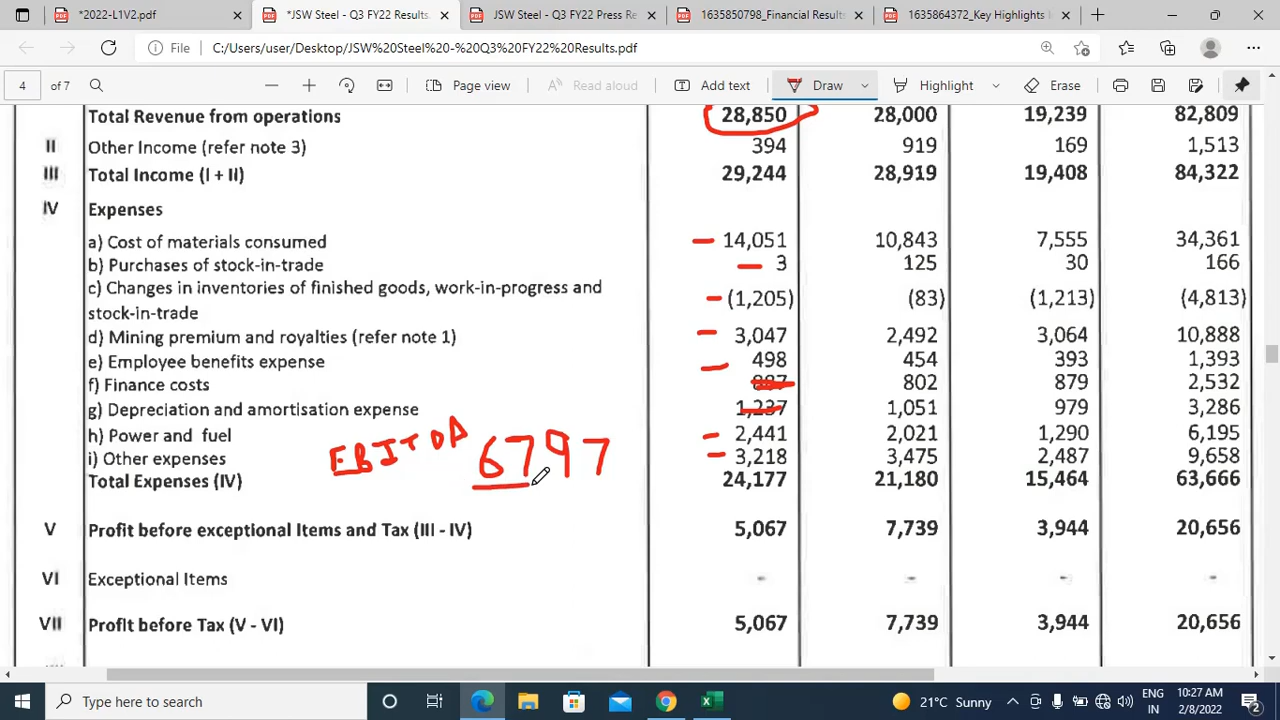 *2022-L1V2.pdf
*JSW Steel - Q3 FY22 Results.
JSW Steel - Q3 FY22 Press Re
1635850798_Financial Results
1635864372_Key Highlights
File C:/Users/user/Desktop/JSW%20Steel%20-%20Q3%20FY22%20Results.pdf
4 of 7 Page view Read aloud Add text Draw Highlight Erase
Total Revenue from operations 28,850 28,000 19,239 82,809
II Other Income (refer note 3) 394 919 169 1,513
III Total Income (I + II) 29,244 28,919 19,408 84,322
IV Expenses
a) Cost of materials consumed 14,051 10,843 7,555 34,361
b) Purchases of stock-in-trade 3 125 30 166
c) Changes in inventories of finished goods, work-in-progress and
stock-in-trade (1,205) (83) (1,213) (4,813)
d) Mining premium and royalties (refer note 1) 3,047 2,492 3,064 10,888
e) Employee benefits expense 498 454 393 1,393
f) Finance costs 887 802 879 2,532
g) Depreciation and amortisation expense 1,237 1,051 979 3,286
h) Power and fuel 2,441 2,021 1,290 6,195
EBITDA 6797
i) Other expenses 3,218 3,475 2,487 9,658
Total Expenses (IV) 24,177 21,180 15,464 63,666
V Profit before exceptional Items and Tax (III - IV) 5,067 7,739 3,944 20,656
VI Exceptional Items - - - -
VII Profit before Tax (V - VI) 5,067 7,739 3,944 20,656
Type here to search
21°C Sunny
ENG
IN
10:27 AM
2/8/2022
2